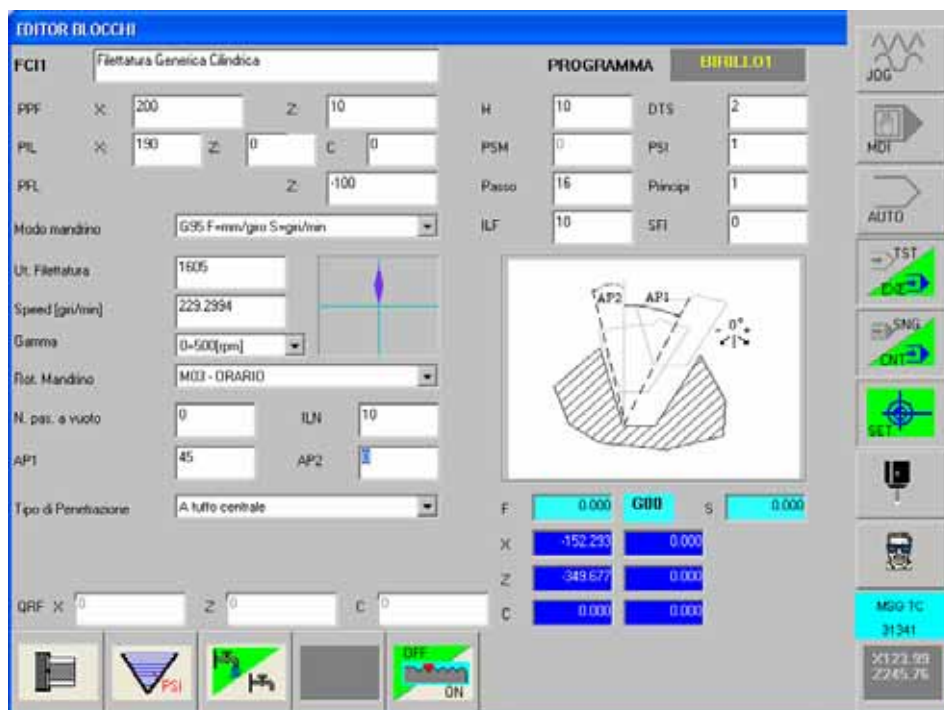 EDITOR BLOCCHI
FCI1 Filettatura Generica Cilindrica PROGRAMMA BIRILLO1
PPF X: 200 Z: 10 H 10 DTS 2
PIL X: 190 Z: 0 C 0 PSM 0 PSI 1
PFL Z: -100 Passo 16 Principi 1
Modo mandrino G95 F=mm/giro S=giri/min ILF 10 SFI 0
Ut. Filettatura 1605
Speed [giri/min] 229.2994
Gamma 0÷500[rpm]
Rot. Mandrino M03 - ORARIO
N. pas. a vuoto 0 ILN 10
AP1 45 AP2 0
Tipo di Penetrazione A tuffo centrale
AP2 AP1 0°
F 0.000 G00 S 0.000
X -152.293 0.000
Z -349.677 0.000
C 0.000 0.000
QRF X 0 Z 0 C 0
PSI
OFF
ON
JOG
MDI
AUTO
TST
EXE
SNG
CNT
SET
MSG TC
31341
X123.99
Z245.76